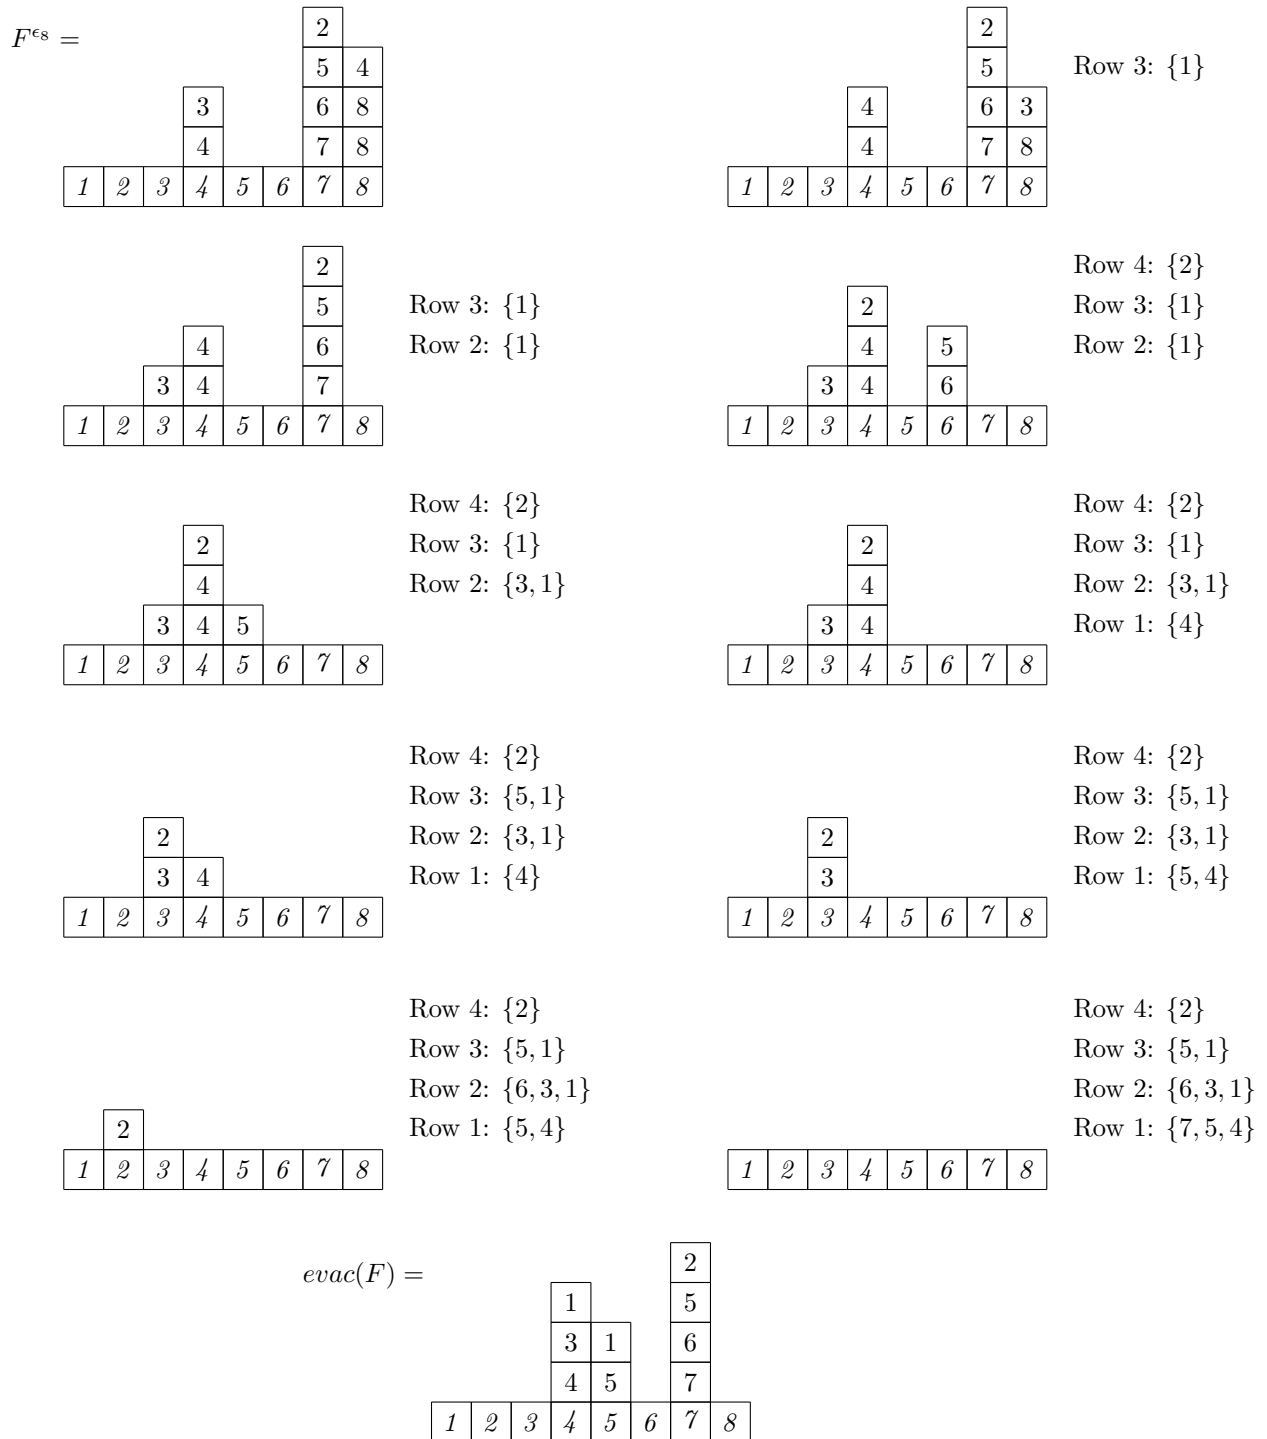 F^{ϵ_8} =
2
5 4
3 6 8
4 7 8
1 2 3 4 5 6 7 8
2
5
4 6 3
4 7 8
1 2 3 4 5 6 7 8
Row 3: {1}
2
5
4 6
3 4 7
1 2 3 4 5 6 7 8
Row 3: {1}
Row 2: {1}
2
4 5
3 4 6
1 2 3 4 5 6 7 8
Row 4: {2}
Row 3: {1}
Row 2: {1}
2
4
3 4 5
1 2 3 4 5 6 7 8
Row 4: {2}
Row 3: {1}
Row 2: {3, 1}
2
4
3 4
1 2 3 4 5 6 7 8
Row 4: {2}
Row 3: {1}
Row 2: {3, 1}
Row 1: {4}
2
3 4
1 2 3 4 5 6 7 8
Row 4: {2}
Row 3: {5, 1}
Row 2: {3, 1}
Row 1: {4}
2
3
1 2 3 4 5 6 7 8
Row 4: {2}
Row 3: {5, 1}
Row 2: {3, 1}
Row 1: {5, 4}
2
1 2 3 4 5 6 7 8
Row 4: {2}
Row 3: {5, 1}
Row 2: {6, 3, 1}
Row 1: {5, 4}
1 2 3 4 5 6 7 8
Row 4: {2}
Row 3: {5, 1}
Row 2: {6, 3, 1}
Row 1: {7, 5, 4}
evac(F) =
2
1 5
3 1 6
4 5 7
1 2 3 4 5 6 7 8